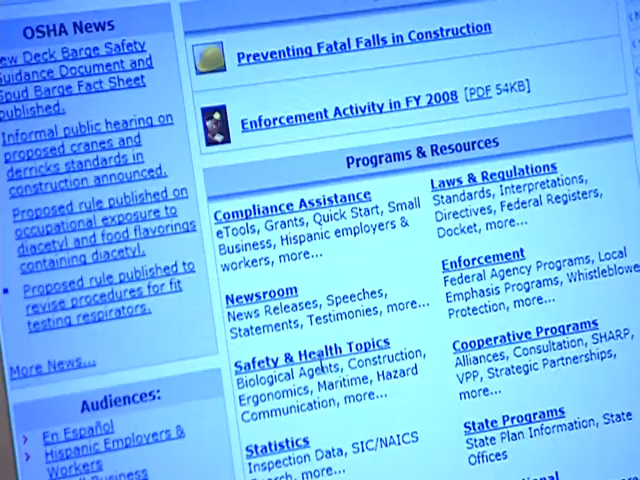 OSHA News
Deck Barge Safety
Guidance Document and
Spud Barge Fact Sheet
published.
Informal public hearing on
proposed cranes and
derricks standards in
construction announced.
Proposed rule published on
occupational exposure to
diacetyl and food flavorings
containing diacetyl.
Proposed rule published to
revise procedures for fit
testing respirators.
More News...
Audiences:
En Español
Hispanic Employers &
Workers
Business
Preventing Fatal Falls in Construction
Enforcement Activity in FY 2008 [PDF 54KB]
Programs & Resources
Compliance Assistance
eTools, Grants, Quick Start, Small
Business, Hispanic employers &
workers, more...
Newsroom
News Releases, Speeches,
Statements, Testimonies, more...
Safety & Health Topics
Biological Agents, Construction,
Ergonomics, Maritime, Hazard
Communication, more...
Statistics
Inspection Data, SIC/NAICS
more...
Laws & Regulations
Standards, Interpretations,
Directives, Federal Registers,
Docket, more...
Enforcement
Federal Agency Programs, Local
Emphasis Programs, Whistleblowe
Protection, more...
Cooperative Programs
Alliances, Consultation, SHARP,
VPP, Strategic Partnerships,
more...
State Programs
State Plan Information, State
Offices